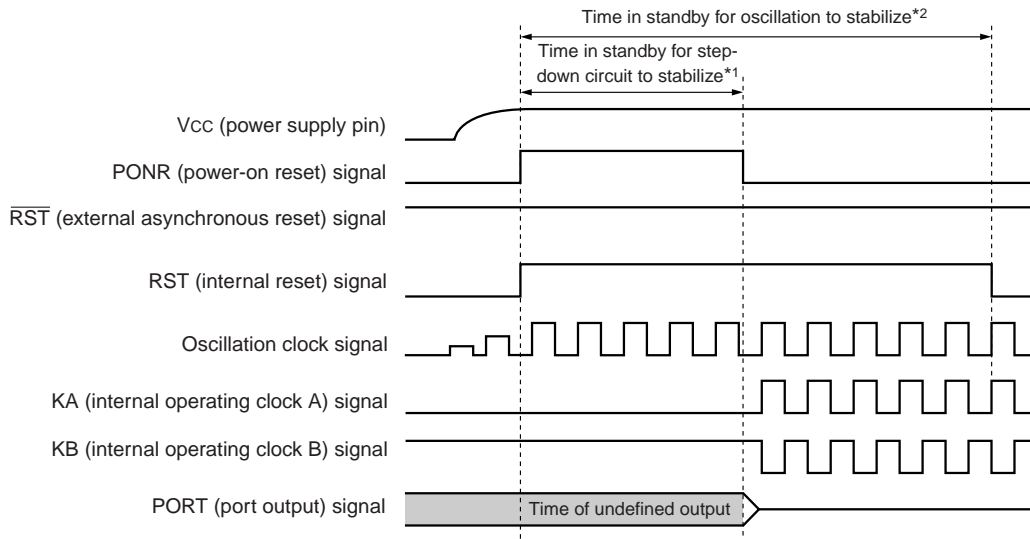 Time in standby for oscillation to stabilize*2
Time in standby for step-
down circuit to stabilize*1
VCC (power supply pin)
PONR (power-on reset) signal
RST (external asynchronous reset) signal
RST (internal reset) signal
Oscillation clock signal
KA (internal operating clock A) signal
KB (internal operating clock B) signal
PORT (port output) signal
Time of undefined output